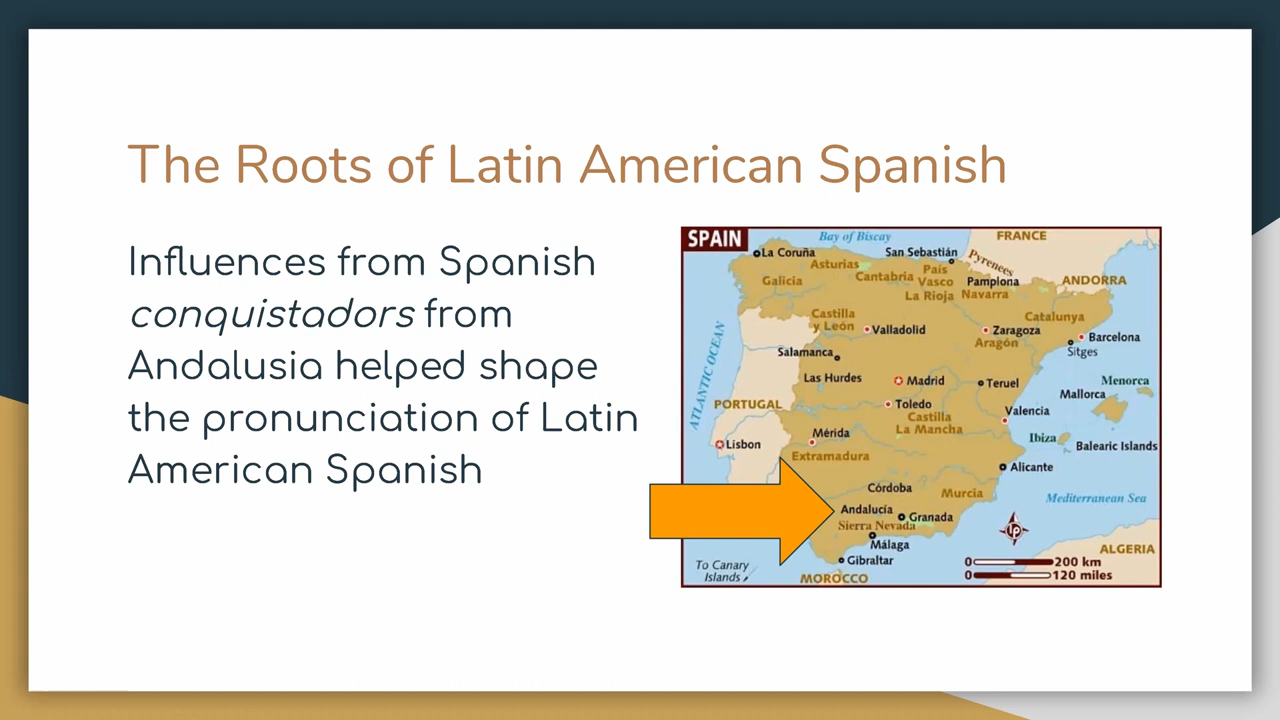 The Roots of Latin American Spanish
Influences from Spanish
conquistadors from
Andalusia helped shape
the pronunciation of Latin
American Spanish
SPAIN
Bay of Biscay
FRANCE
La Coruña
San Sebastián
Asturias
Cantabria
País
Vasco
Pyrenees
Galicia
Pamplona
ANDORRA
La Rioja
Navarra
Castilla
y León
Catalunya
Valladolid
Zaragoza
Aragón
Barcelona
Sitges
Salamanca
ATLANTIC OCEAN
Las Hurdes
Madrid
Teruel
Menorca
Mallorca
PORTUGAL
Toledo
Castilla
La Mancha
Valencia
Lisbon
Mérida
Ibiza
Balearic Islands
Extremadura
Alicante
Córdoba
Murcia
Mediterranean Sea
Andalucía
Granada
Sierra Nevada
lp
Málaga
ALGERIA
Gibraltar
To Canary
Islands
MOROCCO
0 200 km
0 120 miles